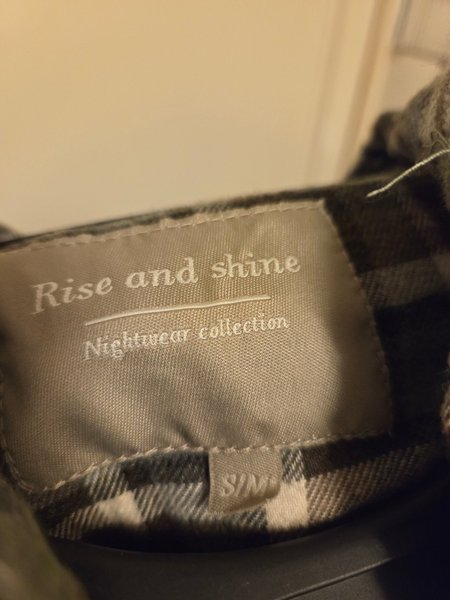 Rise and shine
Nightwear collection
S/M